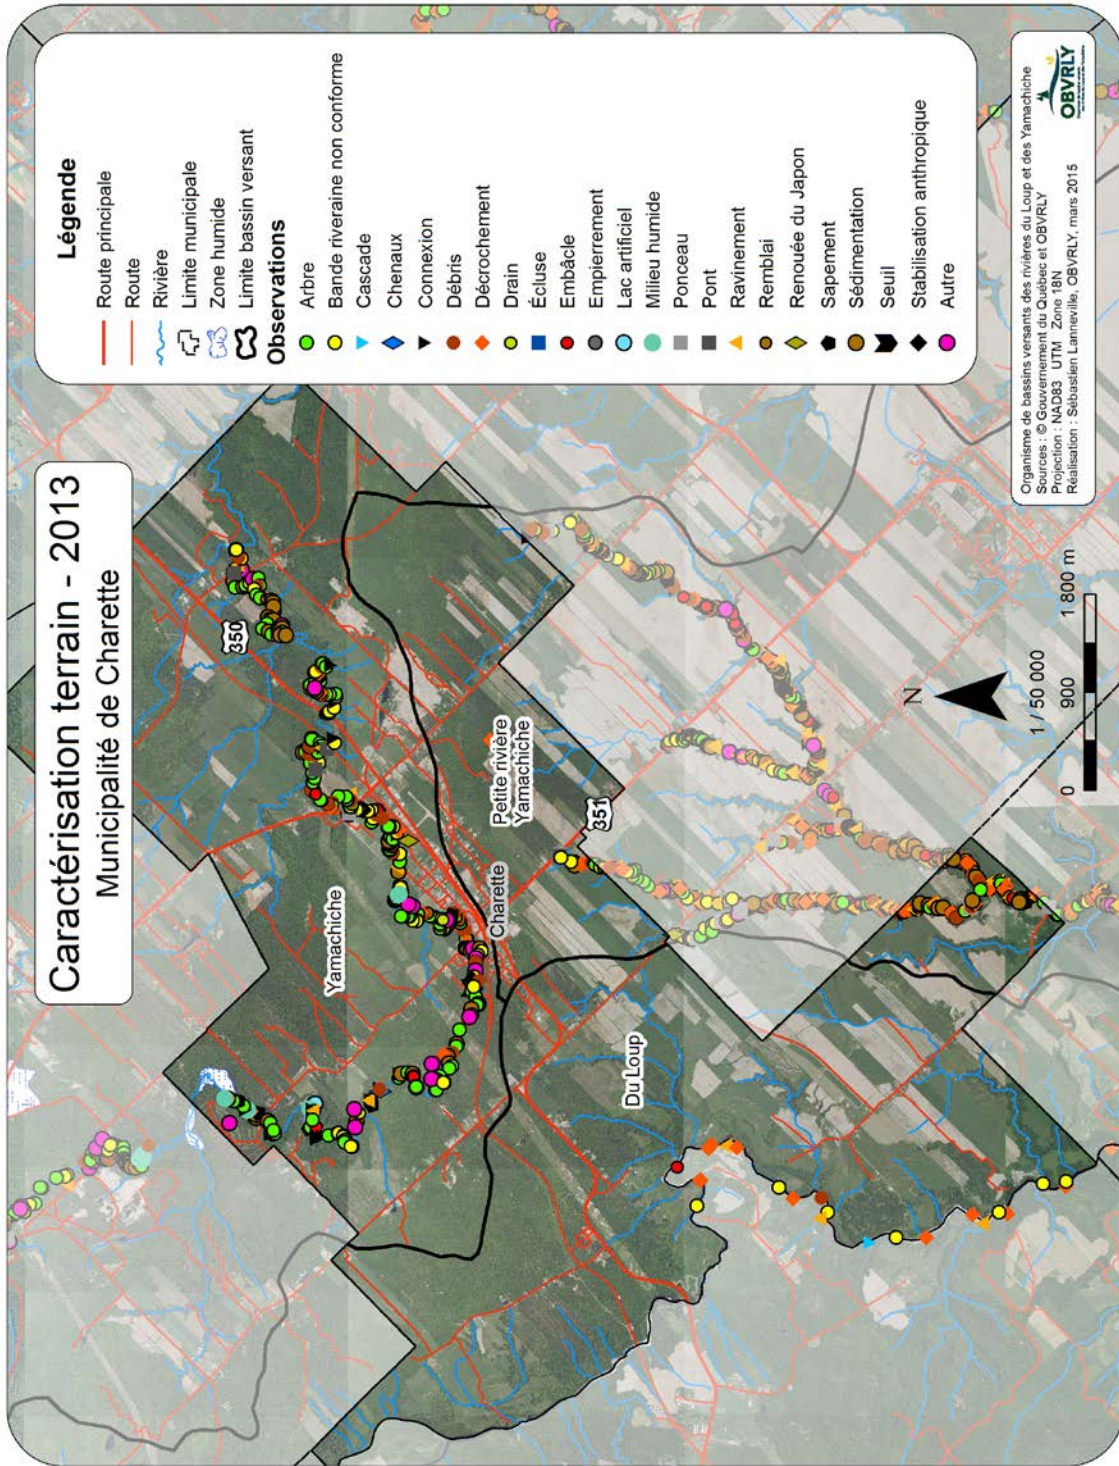 Caractérisation terrain - 2013
Municipalité de Charette
350
Yamachiche
Petite rivière
Yamachiche
Charette
351
Du Loup
Légende
Route principale
Route
Rivière
Limite municipale
Zone humide
Limite bassin versant
Observations
Arbre
Bande riveraine non conforme
Cascade
Chenaux
Connexion
Débris
Décrochement
Drain
Écluse
Embâcle
Empierrement
Lac artificiel
Milieu humide
Ponceau
Pont
Ravinement
Remblai
Renouée du Japon
Sapement
Sédimentation
Seuil
Stabilisation anthropique
Autre
N
1 / 50 000
0 900 1 800 m
Organisme de bassins versants des rivières du Loup et des Yamachiche
Sources : © Gouvernement du Québec et OBVRLY
Projection : NAD83 UTM Zone 18N
Réalisation : Sébastien Lanneville, OBVRLY, mars 2015
OBVRLY